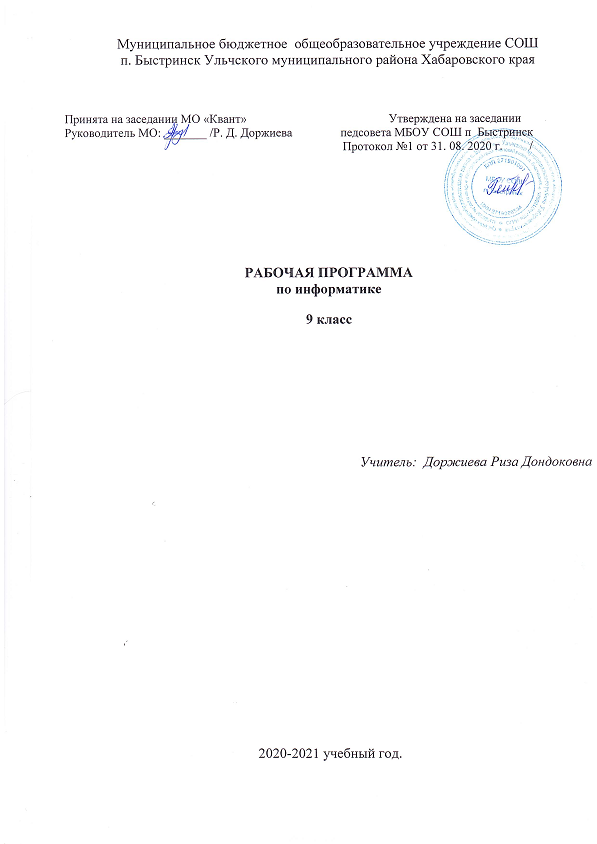 Муниципальное бюджетное общеобразовательное учреждение СОШ
п. Быстринск Ульчского муниципального района Хабаровского края
Принята на заседании МО «Квант»
Руководитель МО: _______ /Р. Д. Доржиева
Утверждена на заседании
педсовета МБОУ СОШ п Быстринск
Протокол №1 от 31. 08. 2020 г. /
РАБОЧАЯ ПРОГРАММА
по информатике
9 класс
Учитель: Доржиева Риза Дондоковна
2020-2021 учебный год.